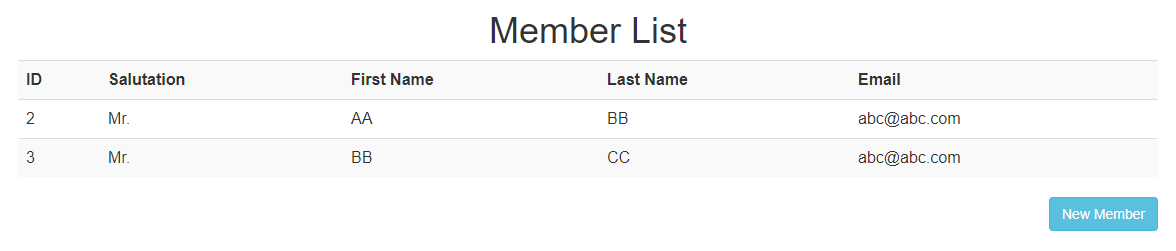 Member List
ID Salutation First Name Last Name Email
2 Mr. AA BB abc@abc.com
3 Mr. BB CC abc@abc.com
New Member